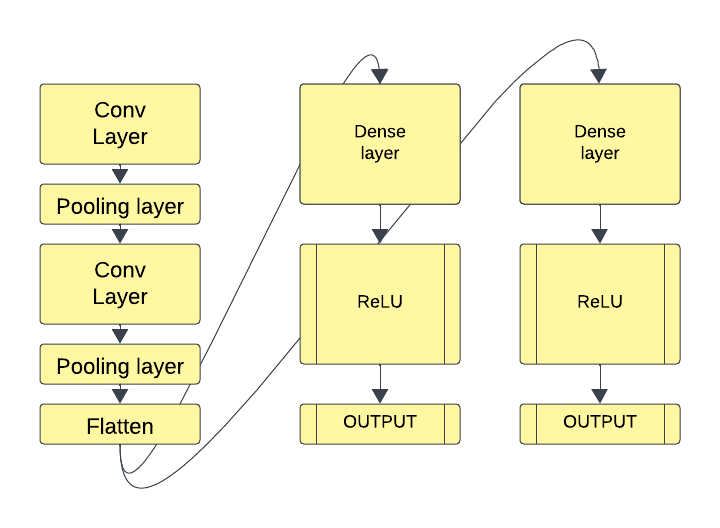 Conv
Layer
Pooling layer
Conv
Layer
Pooling layer
Flatten
Dense
layer
ReLU
OUTPUT
Dense
layer
ReLU
OUTPUT